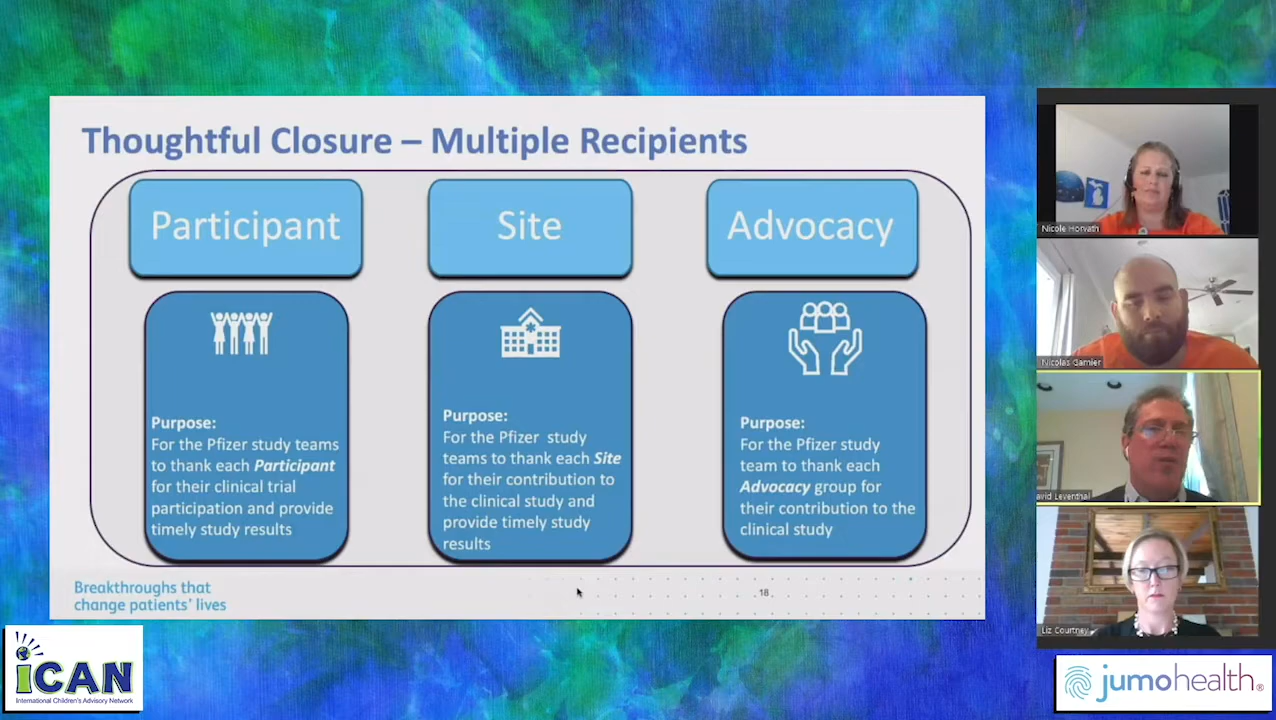 Thoughtful Closure – Multiple Recipients
Participant
Site
Advocacy
Purpose:
For the Pfizer study teams
to thank each Participant
for their clinical trial
participation and provide
timely study results
Purpose:
For the Pfizer study
teams to thank each Site
for their contribution to
the clinical study and
provide timely study
results
Purpose:
For the Pfizer study
team to thank each
Advocacy group for
their contribution to the
clinical study
Breakthroughs that
change patients' lives
18
Nicole Horvath
Nicolas Garnier
avid Leventhal
Liz Courtney
iCAN
International Children's Advisory Network
jumohealth®